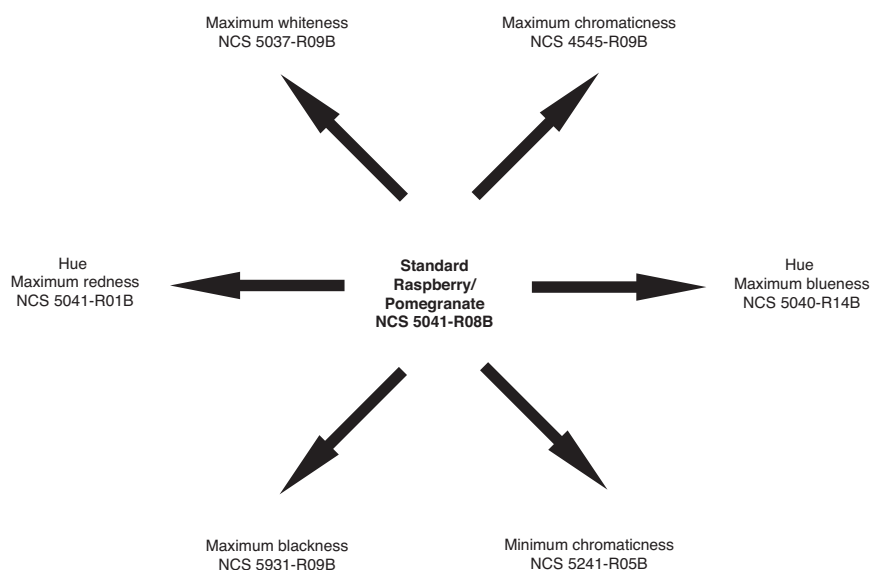 Maximum whiteness
NCS 5037-R09B
Maximum chromaticness
NCS 4545-R09B
Hue
Maximum redness
NCS 5041-R01B
Standard
Raspberry/
Pomegranate
NCS 5041-R08B
Hue
Maximum blueness
NCS 5040-R14B
Maximum blackness
NCS 5931-R09B
Minimum chromaticness
NCS 5241-R05B